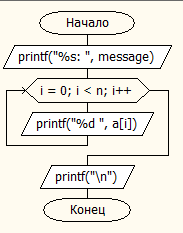 Начало
printf("%s: ", message)
i = 0; i < n; i++
printf("%d ", a[i])
printf("\n")
Конец